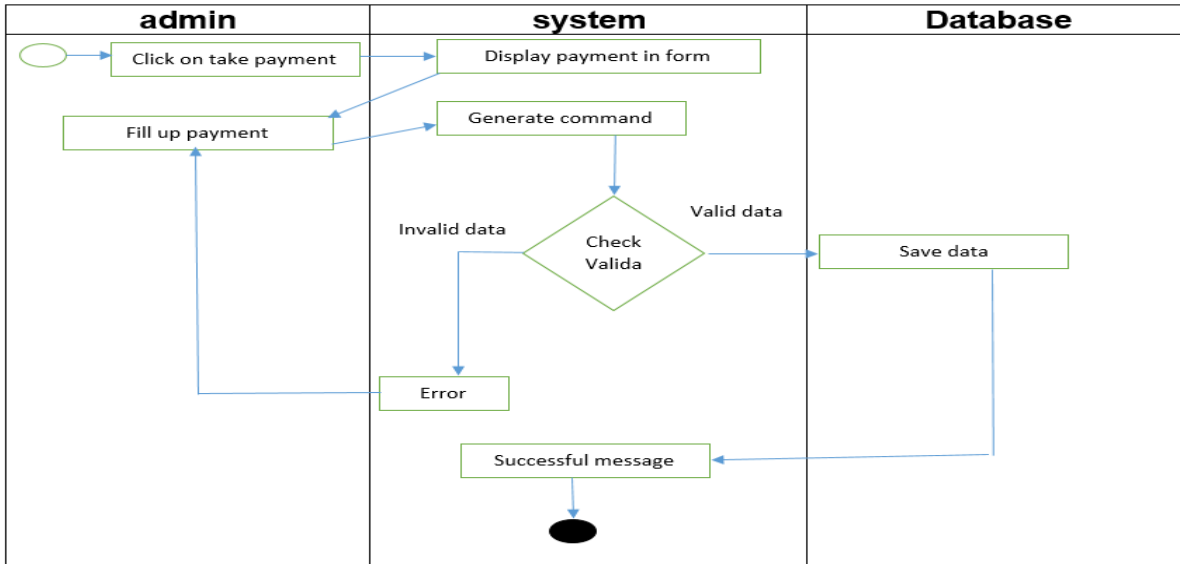 admin
system
Database
Click on take payment
Display payment in form
Fill up payment
Generate command
Invalid data
Valid data
Check
Valida
Save data
Error
Successful message